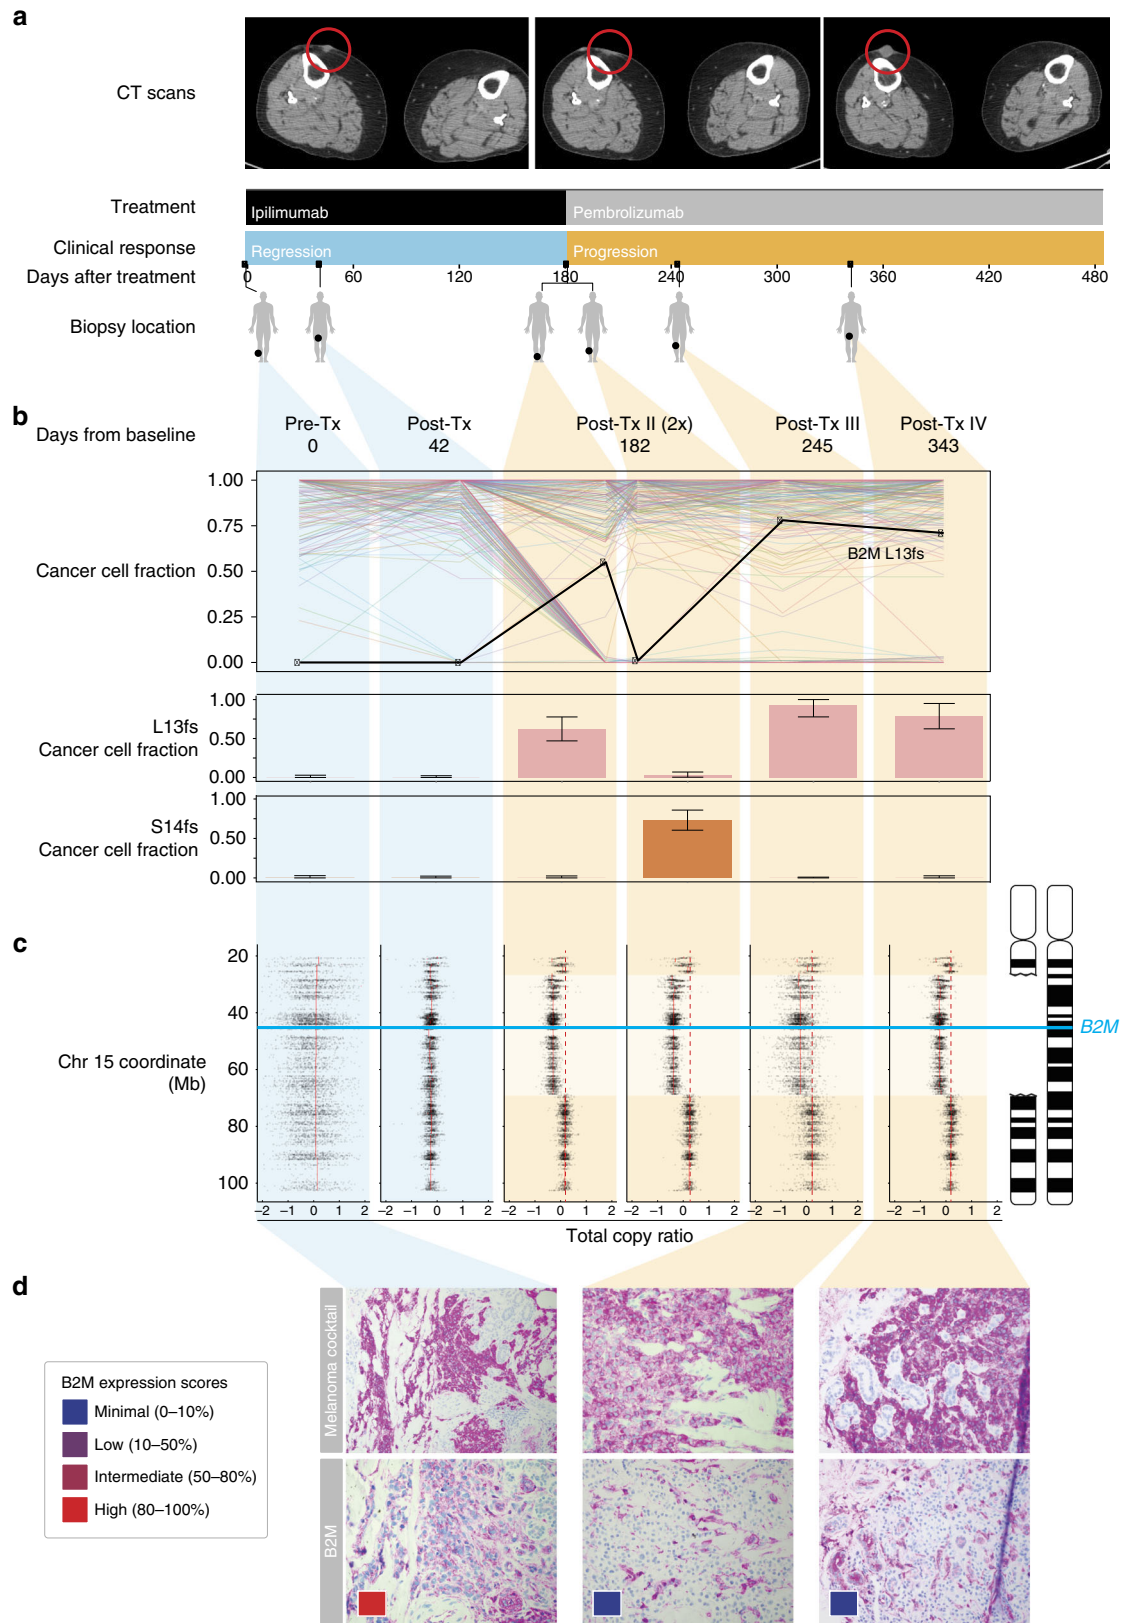 a
CT scans
Treatment
Ipilimumab
Pembrolizumab
Clinical response
Regression
Progression
Days after treatment
0 60 120 180 240 300 360 420 480
Biopsy location
b
Days from baseline
Pre-Tx
0
Post-Tx
42
Post-Tx II (2x)
182
Post-Tx III
245
Post-Tx IV
343
Cancer cell fraction
1.00
0.75
0.50
0.25
0.00
B2M L13fs
L13fs
Cancer cell fraction
1.00
0.50
0.00
S14fs
Cancer cell fraction
1.00
0.50
0.00
c
Chr 15 coordinate
(Mb)
20
40
60
80
100
B2M
−2 −1 0 1 2 −2 −1 0 1 2 −2 −1 0 1 2 −2 −1 0 1 2 −2 −1 0 1 2 −2 −1 0 1 2
Total copy ratio
d
Melanoma cocktail
B2M
B2M expression scores
Minimal (0–10%)
Low (10–50%)
Intermediate (50–80%)
High (80–100%)